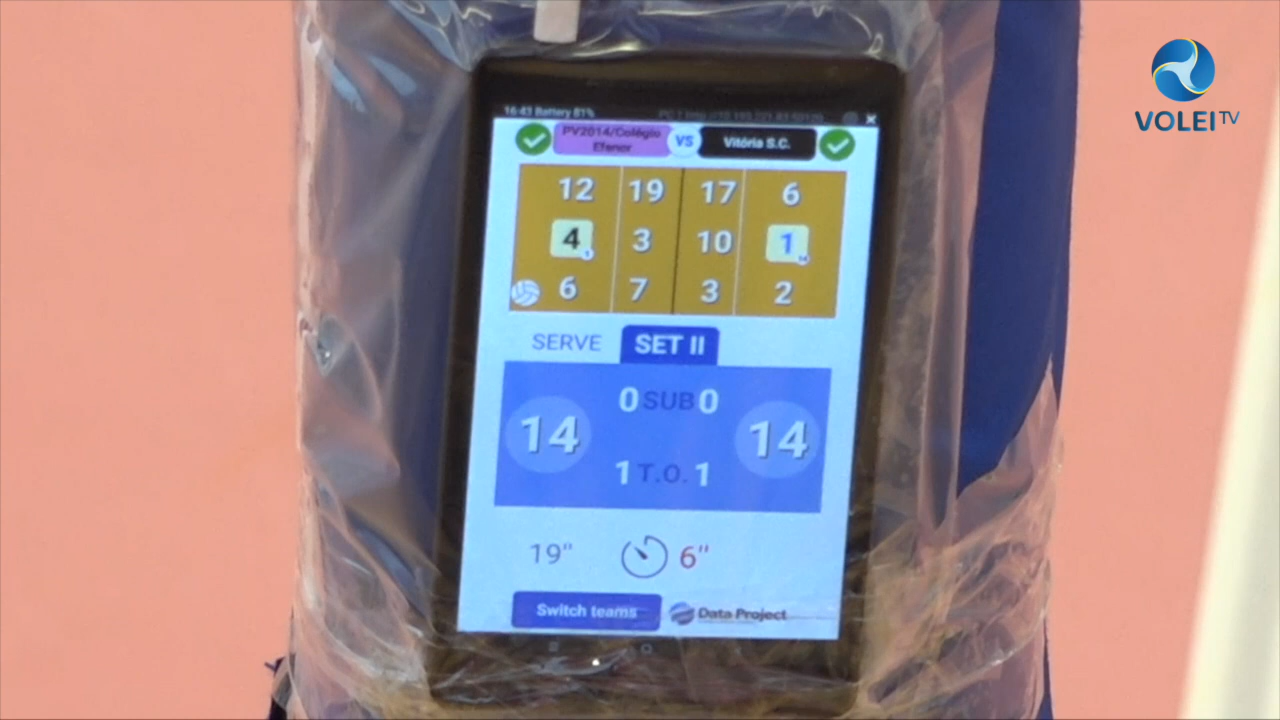 VOLEI TV
16:43 Battery 81%
PV2014/Colégio
Efanor
VS
Vitória S.C.
12 19 17 6
4 3 10 1
6 7 3 2
SERVE SET II
0 SUB 0
14 14
1 T.O. 1
19" 6"
Switch teams
Data Project